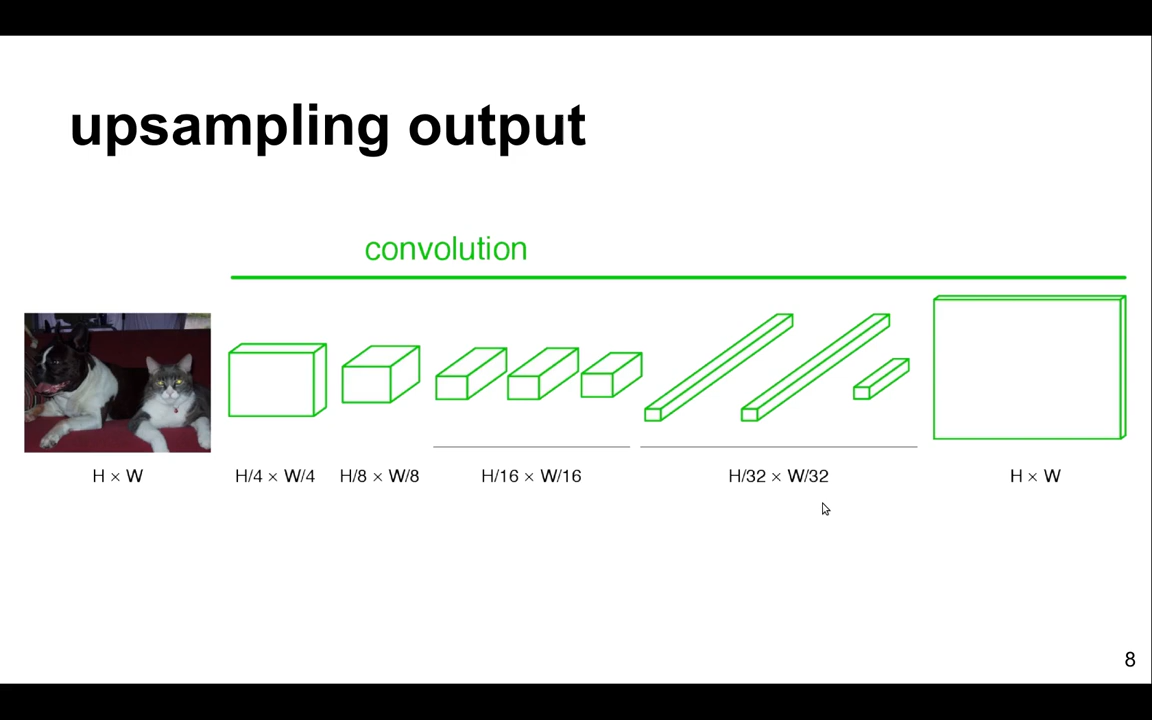 upsampling output
convolution
H × W
H/4 × W/4
H/8 × W/8
H/16 × W/16
H/32 × W/32
H × W
8